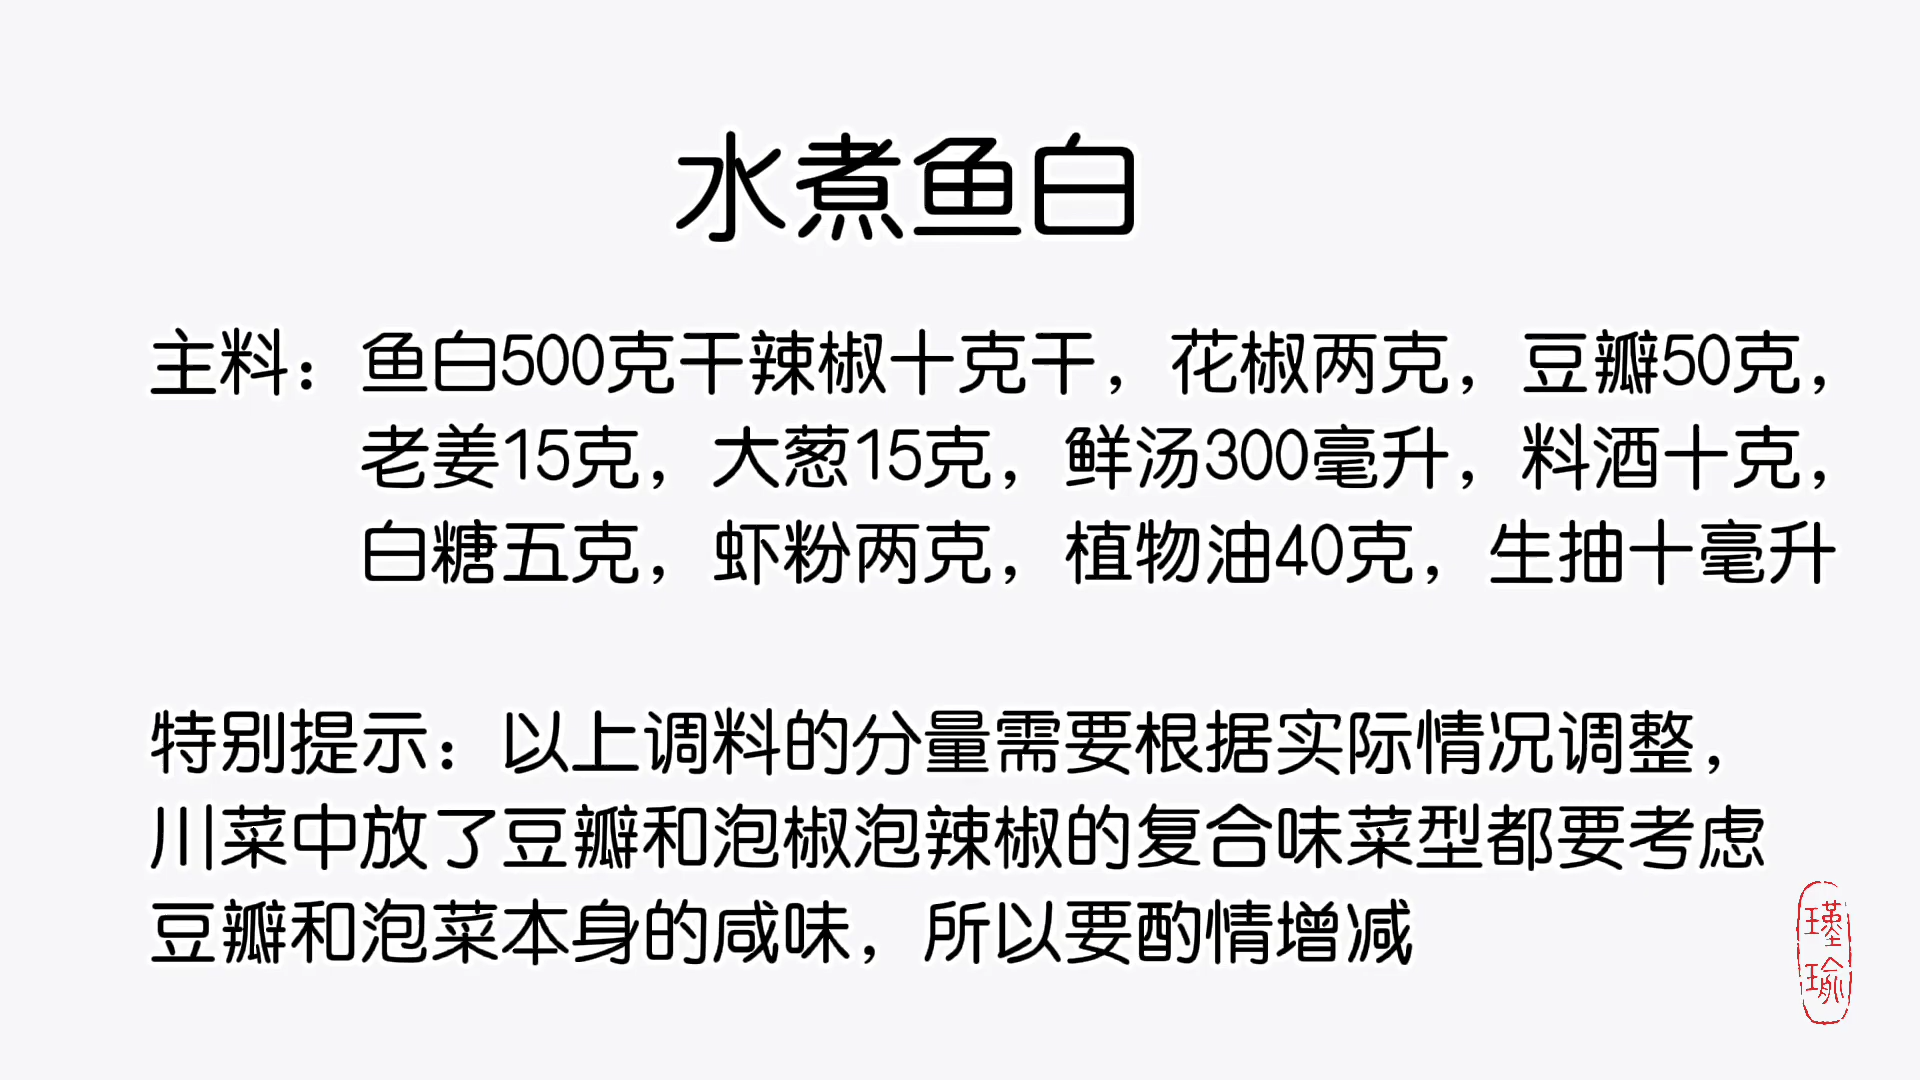 水煮鱼白
主料：鱼白500克干辣椒十克干，花椒两克，豆瓣50克，
老姜15克，大葱15克，鲜汤300毫升，料酒十克，
白糖五克，虾粉两克，植物油40克，生抽十毫升
特别提示：以上调料的分量需要根据实际情况调整，
川菜中放了豆瓣和泡椒泡辣椒的复合味菜型都要考虑
豆瓣和泡菜本身的咸味，所以要酌情增减
瑾
瑜